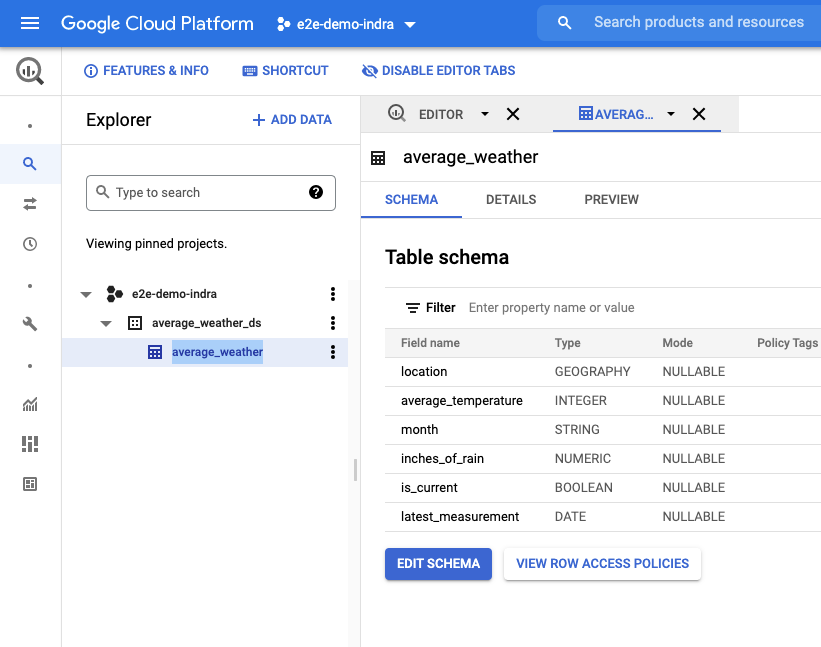 Google Cloud Platform e2e-demo-indra Search products and resources
FEATURES & INFO SHORTCUT DISABLE EDITOR TABS
Explorer ADD DATA
Type to search
Viewing pinned projects.
e2e-demo-indra
average_weather_ds
average_weather
EDITOR AVERAG...
average_weather
SCHEMA DETAILS PREVIEW
Table schema
Filter Enter property name or value
Field name Type Mode Policy Tags
location GEOGRAPHY NULLABLE
average_temperature INTEGER NULLABLE
month STRING NULLABLE
inches_of_rain NUMERIC NULLABLE
is_current BOOLEAN NULLABLE
latest_measurement DATE NULLABLE
EDIT SCHEMA VIEW ROW ACCESS POLICIES